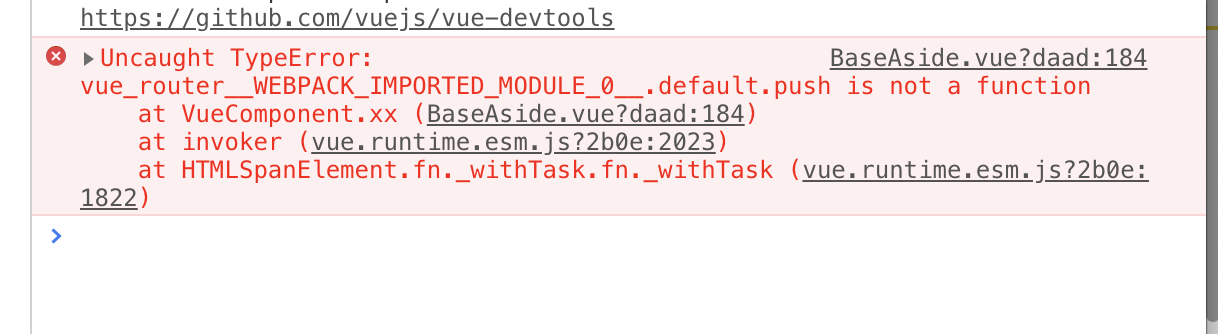 https://github.com/vuejs/vue-devtools
Uncaught TypeError: BaseAside.vue?daad:184
vue_router__WEBPACK_IMPORTED_MODULE_0__.default.push is not a function
at VueComponent.xx (BaseAside.vue?daad:184)
at invoker (vue.runtime.esm.js?2b0e:2023)
at HTMLSpanElement.fn._withTask.fn._withTask (vue.runtime.esm.js?2b0e:
1822)